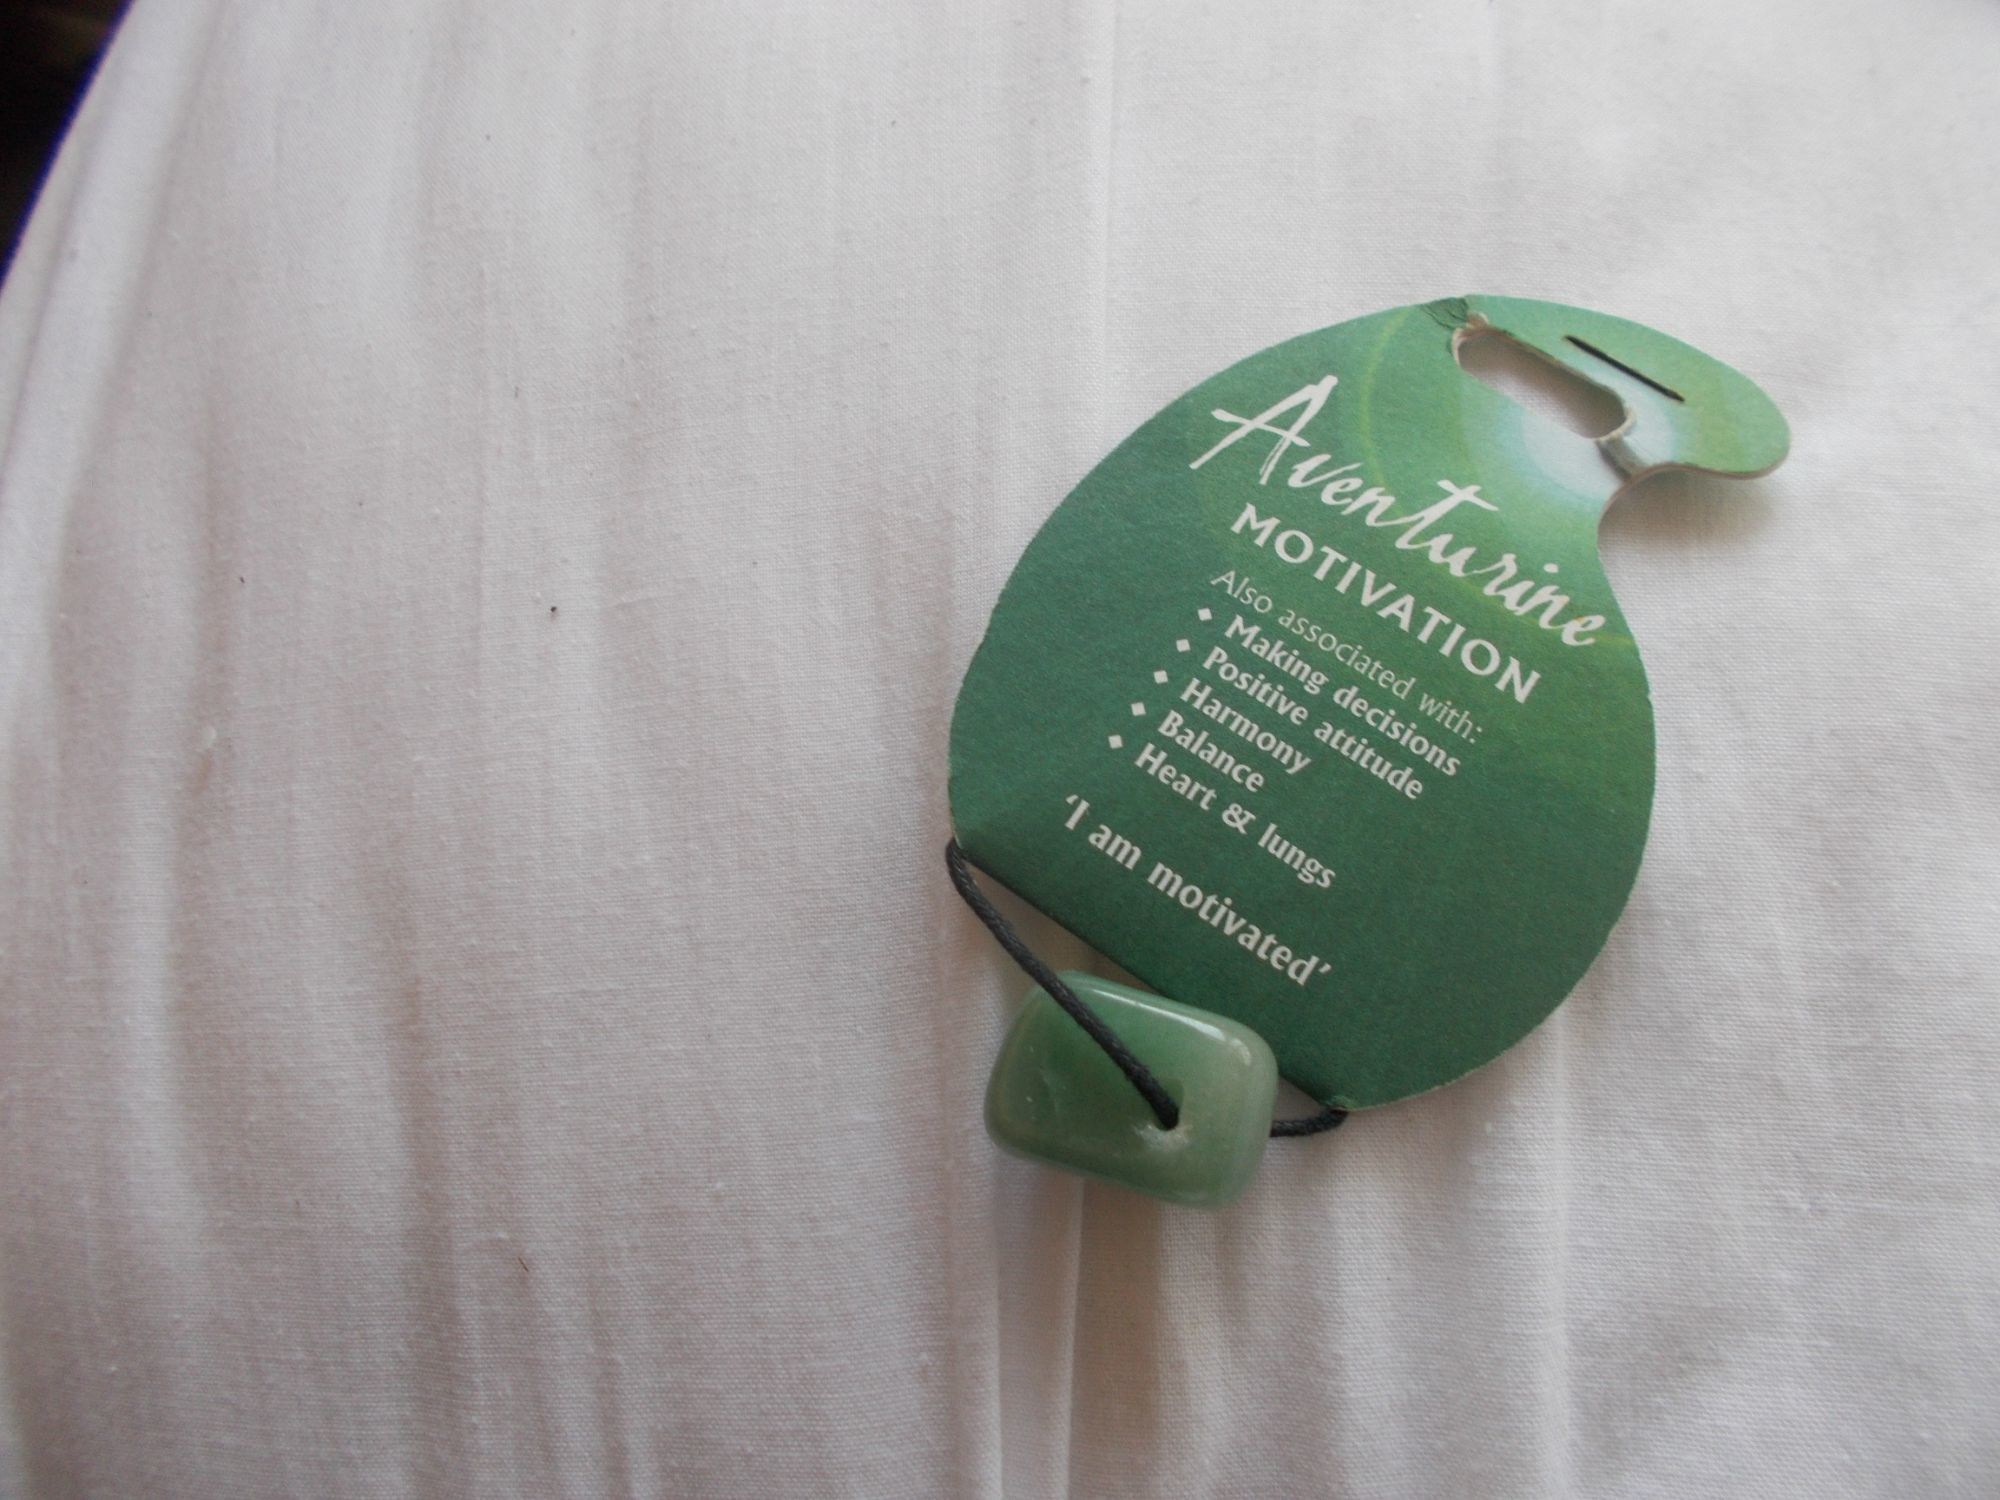 Aventurine
MOTIVATION
Also associated with:
◆ Making decisions
◆ Positive attitude
◆ Harmony
◆ Balance
◆ Heart & lungs
‘I am motivated’